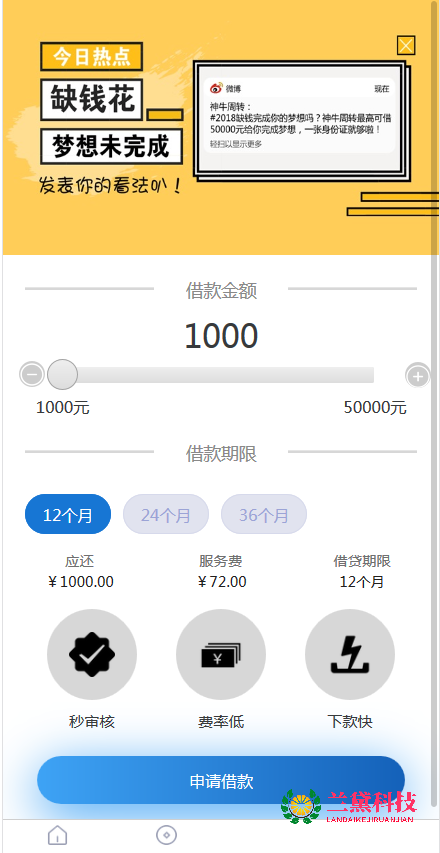 今日热点
缺钱花
梦想未完成
发表你的看法吖！
微博
现在
神牛周转：
#2018缺钱完成你的梦想吗？神牛周转最高可借
50000元给你完成梦想，一张身份证就够啦！
轻扫以显示更多
借款金额
1000
1000元
50000元
借款期限
12个月
24个月
36个月
应还
服务费
借贷期限
￥1000.00
￥72.00
12个月
¥
秒审核
费率低
下款快
申请借款
兰黛科技
LANDAIKEJIRUANJIAN